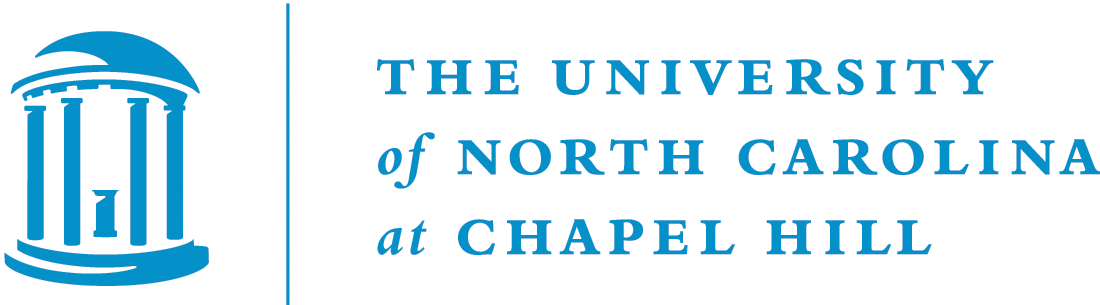 THE UNIVERSITY
of NORTH CAROLINA
at CHAPEL HILL